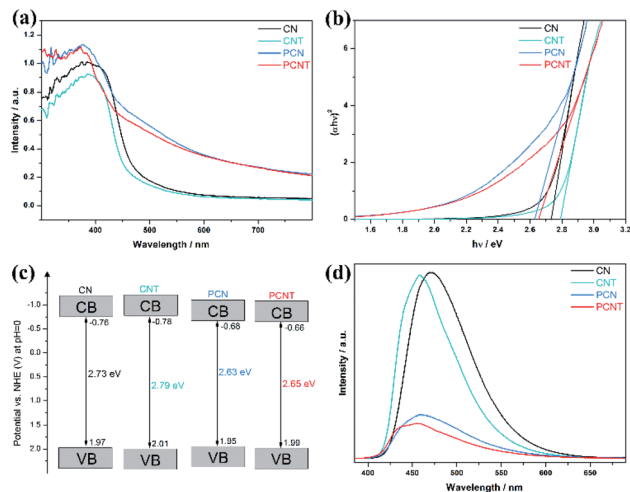 (a)
CN
CNT
PCN
PCNT
Intensity / a.u.
1.2
1.0
0.8
0.6
0.4
0.2
0.0
400 500 600 700
Wavelength / nm
(b)
CN
CNT
PCN
PCNT
(αhν)²
6
4
2
0
1.6 1.8 2.0 2.2 2.4 2.6 2.8 3.0 3.2
hν / eV
(c)
Potential vs. NHE (V) at pH=0
-1.0
-0.5
0.0
0.5
1.0
1.5
2.0
CN CNT PCN PCNT
CB CB CB CB
-0.76 -0.78 -0.68 -0.66
2.73 eV 2.79 eV 2.63 eV 2.65 eV
1.97 2.01 1.95 1.99
VB VB VB VB
(d)
CN
CNT
PCN
PCNT
Intensity / a.u.
400 450 500 550 600 650
Wavelength / nm